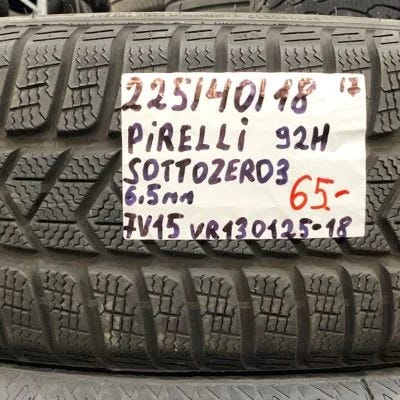 225/40/18 17
PiRELLi 92H
SOTTOZERO3
6.5mm 65.-
7V15 VR130125-18